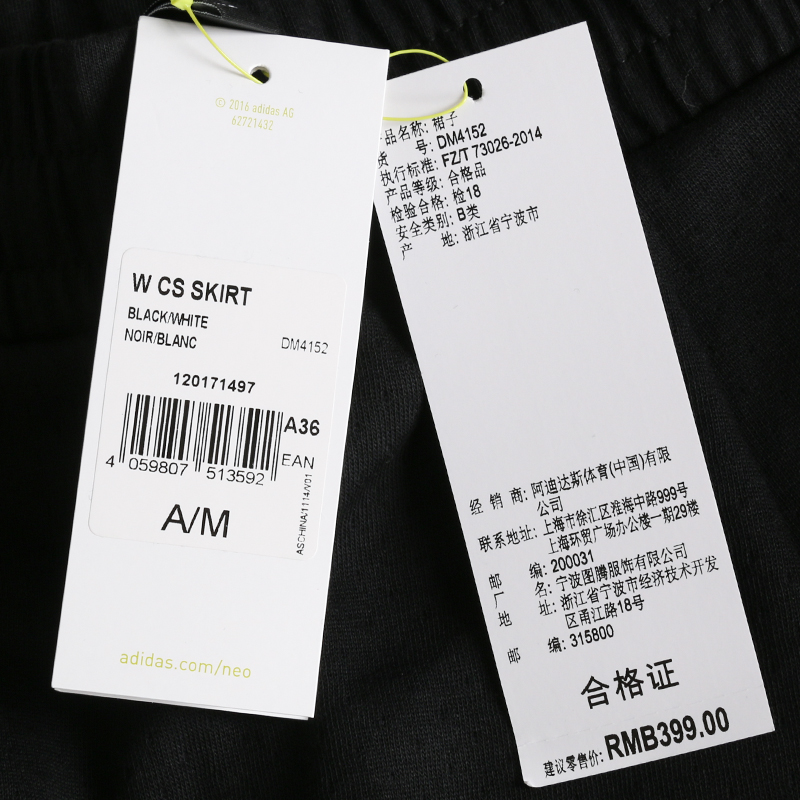 © 2016 adidas AG
62721432
W CS SKIRT
BLACK/WHITE
NOIR/BLANC
DM4152
120171497
A36
EAN
4 059807 513592
A/M
ASCHINA/1114/V01
adidas.com/neo
品名称: 裙子
货 号: DM4152
执行标准: FZ/T 73026-2014
产品等级: 合格品
检验合格: 检18
安全类别: B类
产 地: 浙江省宁波市
经 销 商: 阿迪达斯体育(中国)有限
公司
联系地址: 上海市徐汇区淮海中路999号
上海环贸广场办公楼一期29楼
邮 编: 200031
厂 名: 宁波图腾服饰有限公司
地 址: 浙江省宁波市经济技术开发
区甬江路18号
邮 编: 315800
合格证
建议零售价: RMB399.00